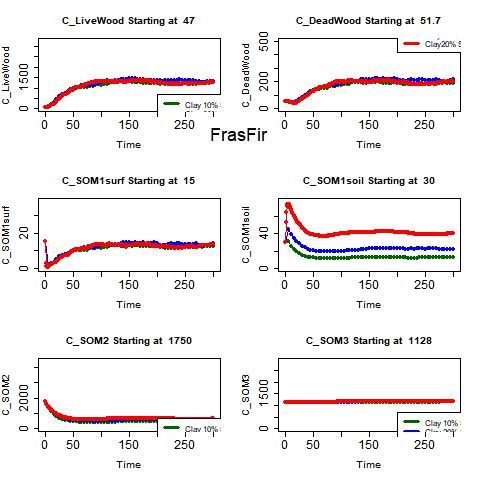 C_LiveWood Starting at 47
C_LiveWood
0 1500
0 50 150 250
Time
Clay 10%
C_DeadWood Starting at 51.7
C_DeadWood
0 200 500
0 50 150 250
Time
Clay20% S
FrasFir
C_SOM1surf Starting at 15
C_SOM1surf
0 20
0 50 150 250
Time
C_SOM1soil Starting at 30
C_SOM1soil
0 40
0 50 150 250
Time
C_SOM2 Starting at 1750
C_SOM2
0 2000
0 50 150 250
Time
Clay 10%
C_SOM3 Starting at 1128
C_SOM3
0 1500
0 50 150 250
Time
Clay 10%